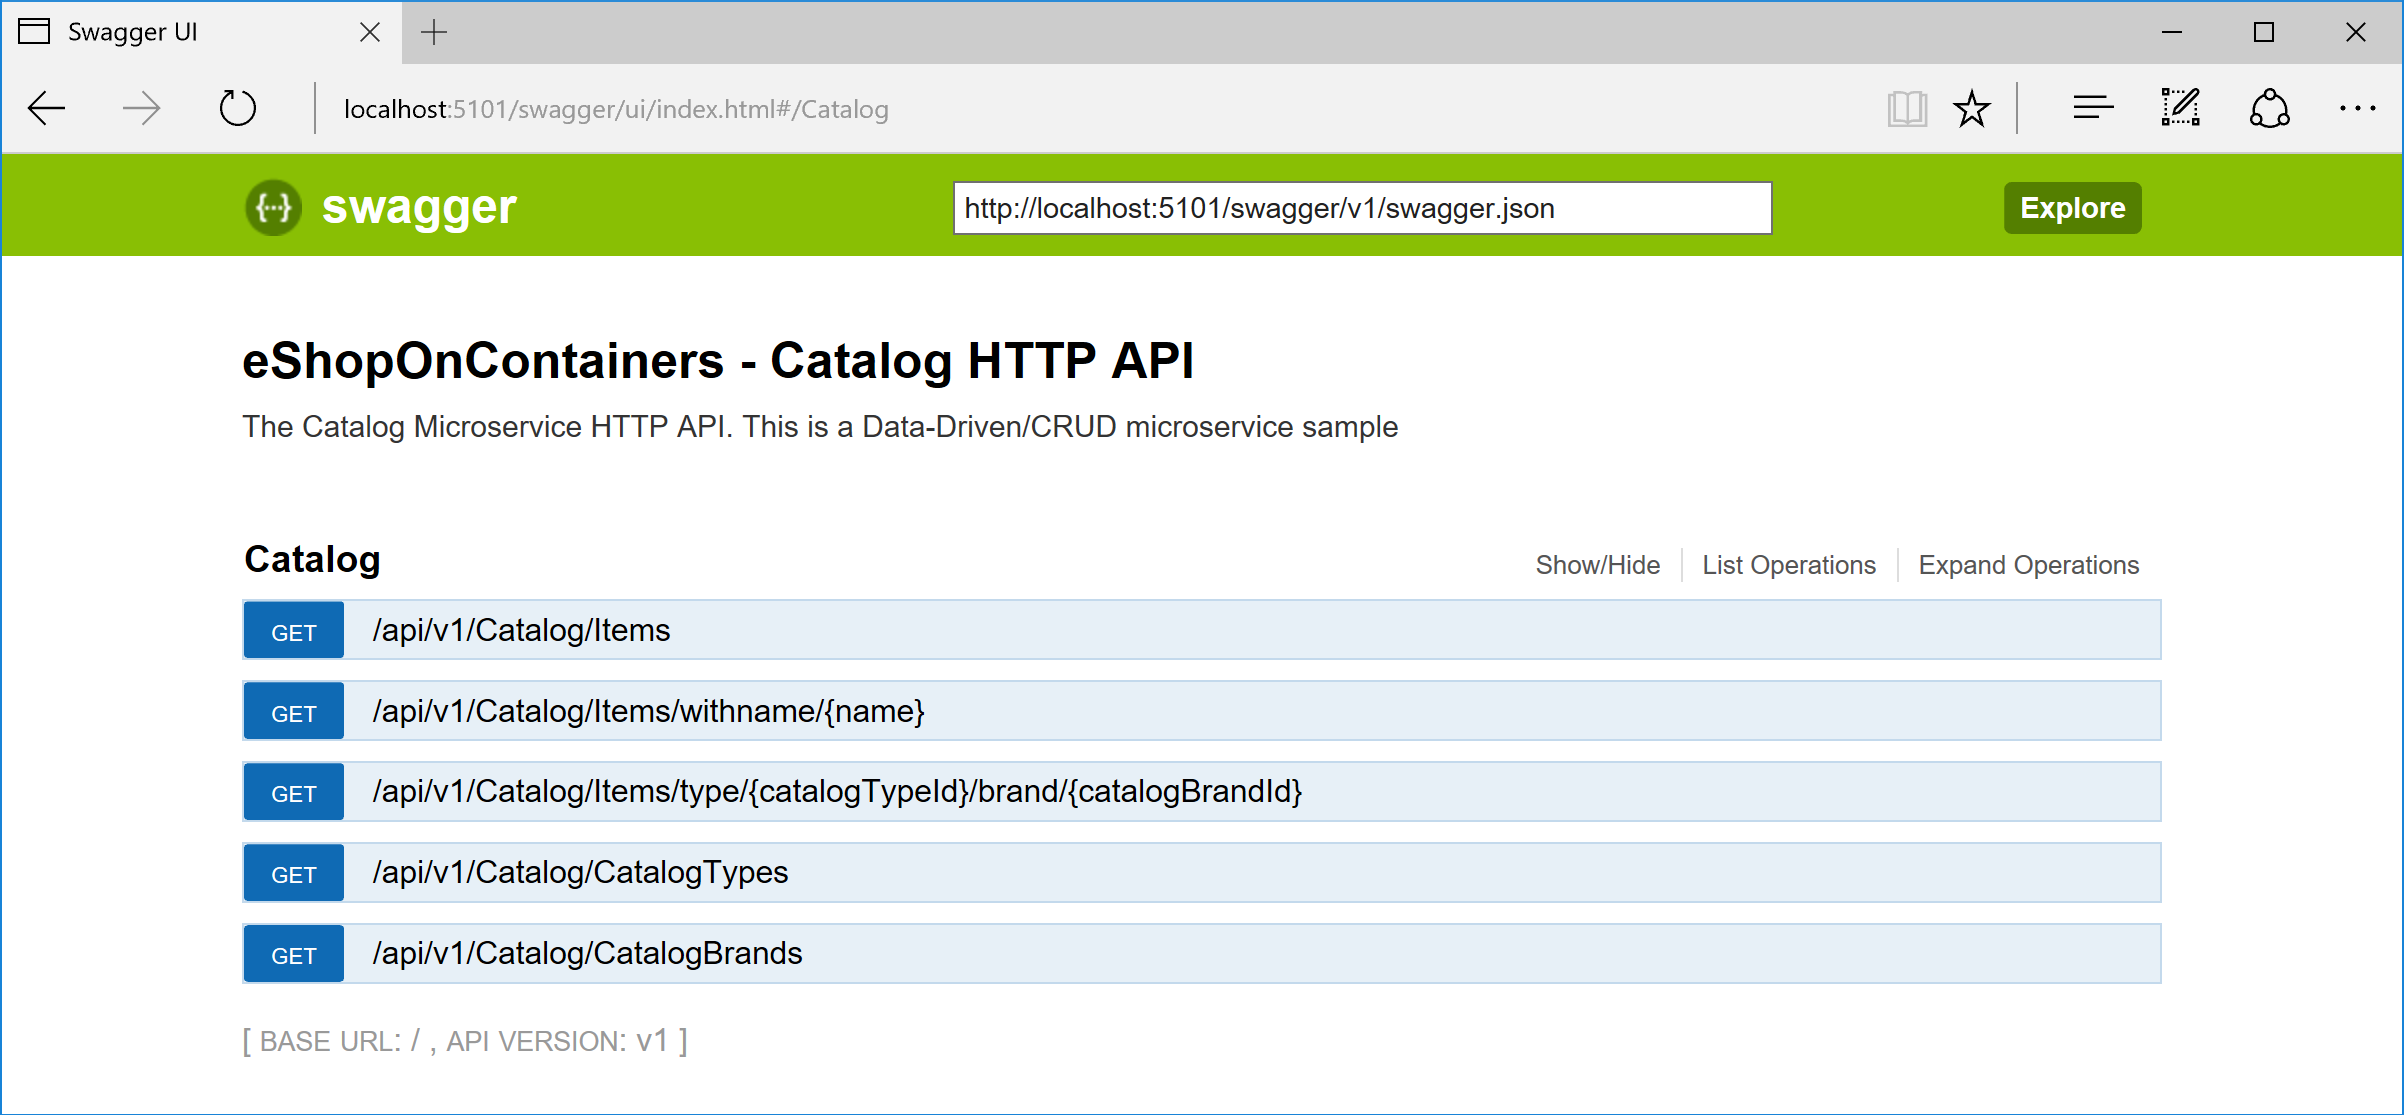 Swagger UI
localhost:5101/swagger/ui/index.html#/Catalog
swagger
http://localhost:5101/swagger/v1/swagger.json
Explore
eShopOnContainers - Catalog HTTP API
The Catalog Microservice HTTP API. This is a Data-Driven/CRUD microservice sample
Catalog
Show/Hide
List Operations
Expand Operations
GET /api/v1/Catalog/Items
GET /api/v1/Catalog/Items/withname/{name}
GET /api/v1/Catalog/Items/type/{catalogTypeId}/brand/{catalogBrandId}
GET /api/v1/Catalog/CatalogTypes
GET /api/v1/Catalog/CatalogBrands
[ BASE URL: / , API VERSION: v1 ]